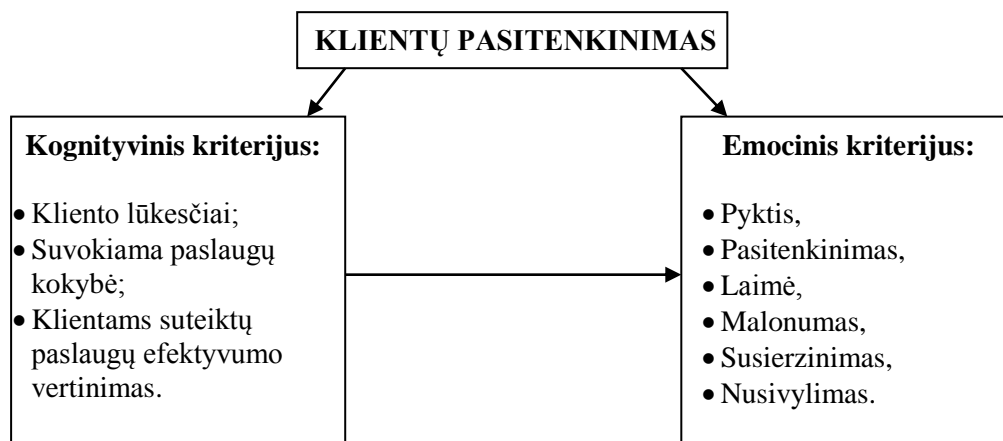 KLIENTŲ PASITENKINIMAS
Kognityvinis kriterijus:
• Kliento lūkesčiai;
• Suvokiama paslaugų
kokybė;
• Klientams suteiktų
paslaugų efektyvumo
vertinimas.
Emocinis kriterijus:
• Pyktis,
• Pasitenkinimas,
• Laimė,
• Malonumas,
• Susierzinimas,
• Nusivylimas.